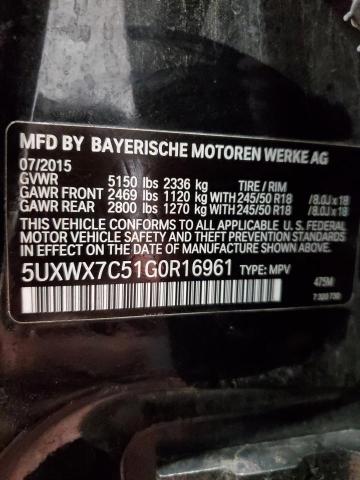 MFD BY BAYERISCHE MOTOREN WERKE AG
07/2015
GVWR 5150 lbs 2336 kg TIRE / RIM
GAWR FRONT 2469 lbs 1120 kg WITH 245/50 R18 / 8.0J x 18
GAWR REAR 2800 lbs 1270 kg WITH 245/50 R18 / 8.0J x 18
THIS VEHICLE CONFORMS TO ALL APPLICABLE U. S. FEDERAL
MOTOR VEHICLE SAFETY, BUMPER, AND THEFT PREVENTION
STANDARDS IN EFFECT ON THE DATE OF MANUFACTURE SHOWN ABOVE.
5UXWX7C51G0R16961 TYPE: MPV
475M